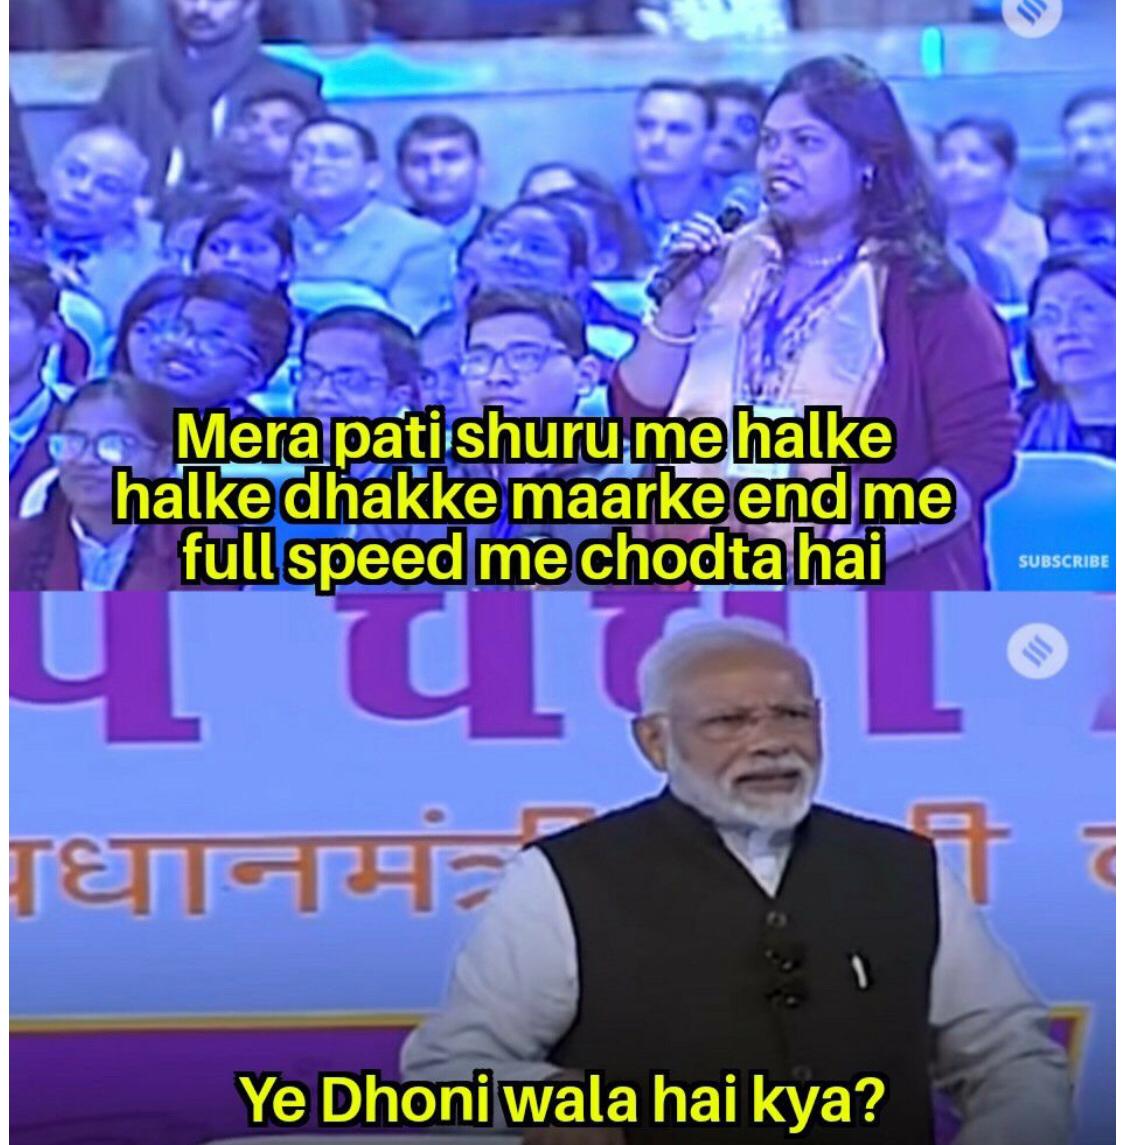 Mera pati shuru me halke
halke dhakke maarke end me
full speed me chodta hai
SUBSCRIBE
धानमंत्री
Ye Dhoni wala hai kya?